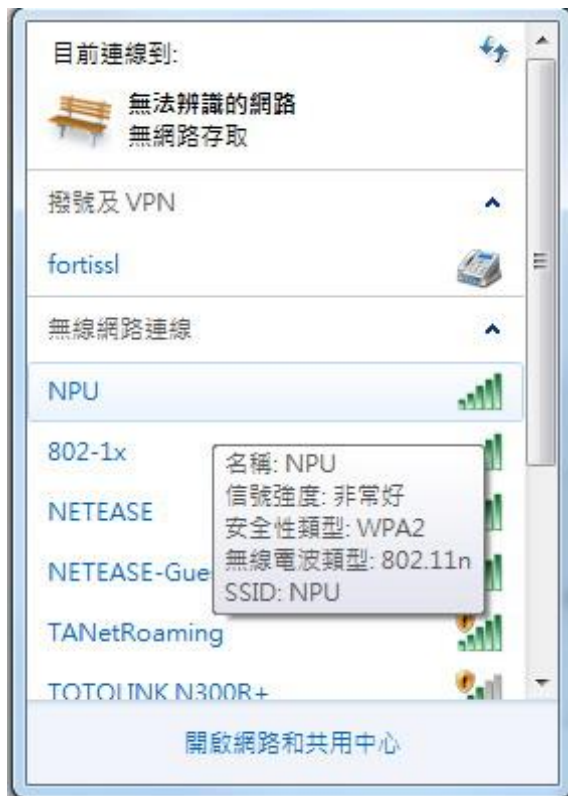 目前連線到:
無法辨識的網路
無網路存取
撥號及 VPN
fortissl
無線網路連線
NPU
802-1x
名稱: NPU
信號強度: 非常好
NETEASE
安全性類型: WPA2
無線電波類型: 802.11n
NETEASE-Gue
SSID: NPU
TANetRoaming
TOTOLINK N300R+
開啟網路和共用中心